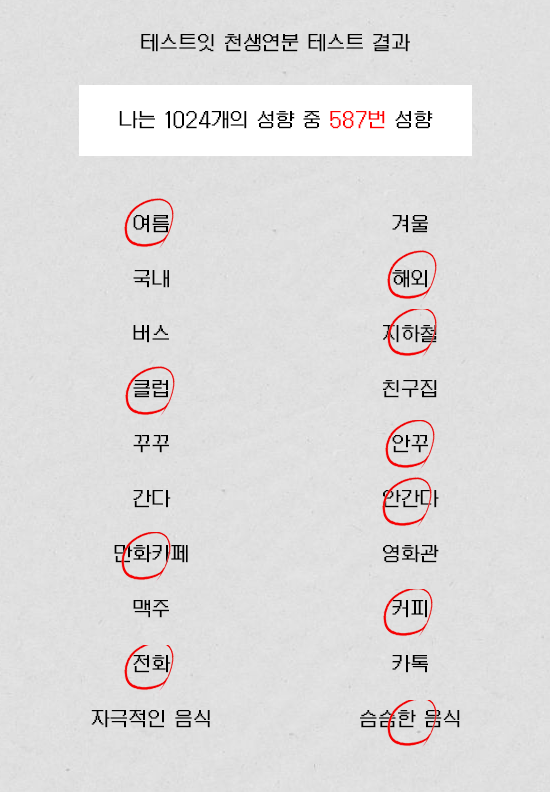 테스트잇 천생연분 테스트 결과
나는 1024개의 성향 중 587번 성향
여름 겨울
국내 해외
버스 지하철
클럽 친구집
꾸꾸 안꾸
간다 안간다
만화카페 영화관
맥주 커피
전화 카톡
자극적인 음식 슴슴한 음식